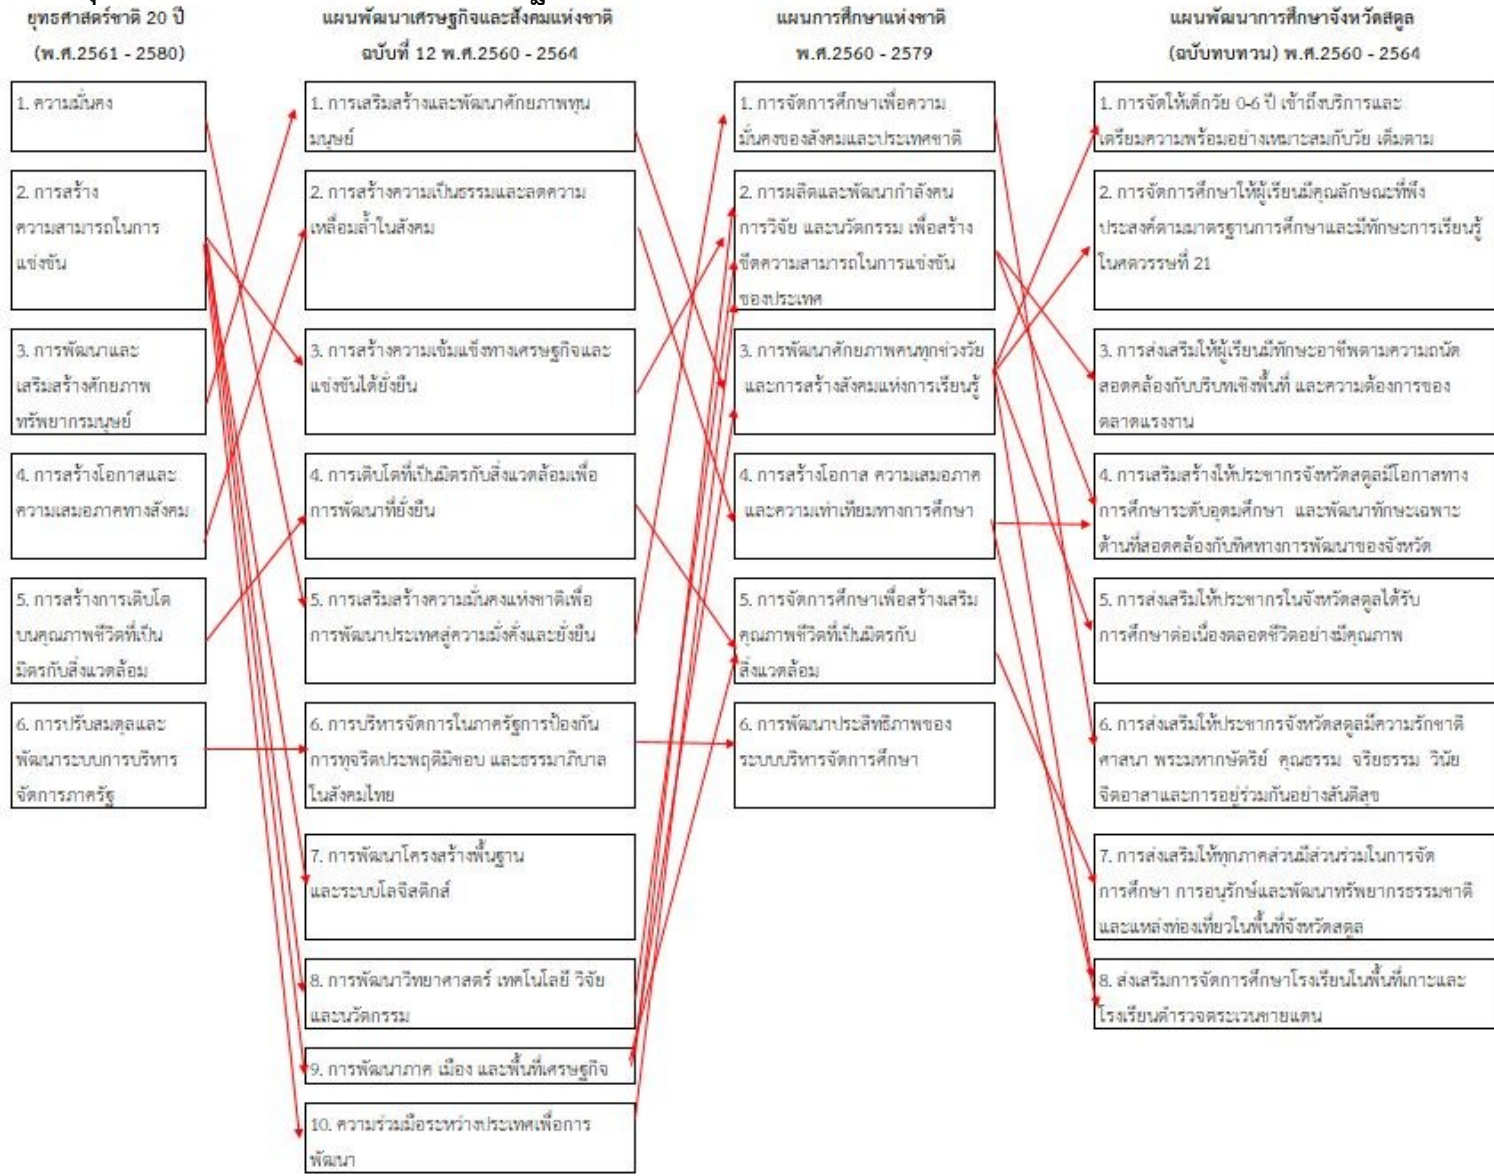 ยุทธศาสตร์ชาติ 20 ปี
(พ.ศ.2561 - 2580)
1. ความมั่นคง
2. การสร้าง
ความสามารถในการ
แข่งขัน
3. การพัฒนาและ
เสริมสร้างศักยภาพ
ทรัพยากรมนุษย์
4. การสร้างโอกาสและ
ความเสมอภาคทางสังคม
5. การสร้างการเติบโต
บนคุณภาพชีวิตที่เป็น
มิตรกับสิ่งแวดล้อม
6. การปรับสมดุลและ
พัฒนาระบบการบริหาร
จัดการภาครัฐ
แผนพัฒนาเศรษฐกิจและสังคมแห่งชาติ
ฉบับที่ 12 พ.ศ.2560 - 2564
1. การเสริมสร้างและพัฒนาศักยภาพทุน
มนุษย์
2. การสร้างความเป็นธรรมและลดความ
เหลื่อมล้ำในสังคม
3. การสร้างความเข้มแข็งทางเศรษฐกิจและ
แข่งขันได้ยั่งยืน
4. การเติบโตที่เป็นมิตรกับสิ่งแวดล้อมเพื่อ
การพัฒนาที่ยั่งยืน
5. การเสริมสร้างความมั่นคงแห่งชาติเพื่อ
การพัฒนาประเทศสู่ความมั่งคั่งและยั่งยืน
6. การบริหารจัดการในภาครัฐการป้องกัน
การทุจริตประพฤติมิชอบ และธรรมาภิบาล
ในสังคมไทย
7. การพัฒนาโครงสร้างพื้นฐาน
และระบบโลจิสติกส์
8. การพัฒนาวิทยาศาสตร์ เทคโนโลยี วิจัย
และนวัตกรรม
9. การพัฒนาภาค เมือง และพื้นที่เศรษฐกิจ
10. ความร่วมมือระหว่างประเทศเพื่อการ
พัฒนา
แผนการศึกษาแห่งชาติ
พ.ศ.2560 - 2579
1. การจัดการศึกษาเพื่อความ
มั่นคงของสังคมและประเทศชาติ
2. การผลิตและพัฒนากำลังคน
การวิจัย และนวัตกรรม เพื่อสร้าง
ขีดความสามารถในการแข่งขัน
ของประเทศ
3. การพัฒนาศักยภาพคนทุกช่วงวัย
และการสร้างสังคมแห่งการเรียนรู้
4. การสร้างโอกาส ความเสมอภาค
และความเท่าเทียมทางการศึกษา
5. การจัดการศึกษาเพื่อสร้างเสริม
คุณภาพชีวิตที่เป็นมิตรกับ
สิ่งแวดล้อม
6. การพัฒนาประสิทธิภาพของ
ระบบบริหารจัดการศึกษา
แผนพัฒนาการศึกษาจังหวัดสตูล
(ฉบับทบทวน) พ.ศ.2560 - 2564
1. การจัดให้เด็กวัย 0-6 ปี เข้าถึงบริการและ
เตรียมความพร้อมอย่างเหมาะสมกับวัย เต็มตาม
2. การจัดการศึกษาให้ผู้เรียนมีคุณลักษณะที่พึง
ประสงค์ตามมาตรฐานการศึกษาและมีทักษะการเรียนรู้
ในศตวรรษที่ 21
3. การส่งเสริมให้ผู้เรียนมีทักษะอาชีพตามความถนัด
สอดคล้องกับบริบทเชิงพื้นที่ และความต้องการของ
ตลาดแรงงาน
4. การเสริมสร้างให้ประชากรจังหวัดสตูลมีโอกาสทาง
การศึกษาระดับอุดมศึกษา และพัฒนาทักษะเฉพาะ
ด้านที่สอดคล้องกับทิศทางการพัฒนาของจังหวัด
5. การส่งเสริมให้ประชากรในจังหวัดสตูลได้รับ
การศึกษาต่อเนื่องตลอดชีวิตอย่างมีคุณภาพ
6. การส่งเสริมให้ประชากรจังหวัดสตูลมีความรักชาติ
ศาสนา พระมหากษัตริย์ คุณธรรม จริยธรรม วินัย
จิตอาสาและการอยู่ร่วมกันอย่างสันติสุข
7. การส่งเสริมให้ทุกภาคส่วนมีส่วนร่วมในการจัด
การศึกษา การอนุรักษ์และพัฒนาทรัพยากรธรรมชาติ
และแหล่งท่องเที่ยวในพื้นที่จังหวัดสตูล
8. ส่งเสริมการจัดการศึกษาโรงเรียนในพื้นที่เกาะและ
โรงเรียนตำรวจตระเวนชายแดน